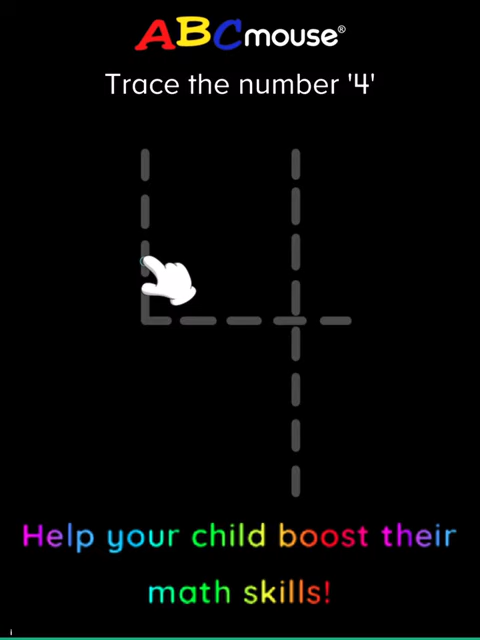 ABCmouse®
Trace the number '4'
Help your child boost their
math skills!